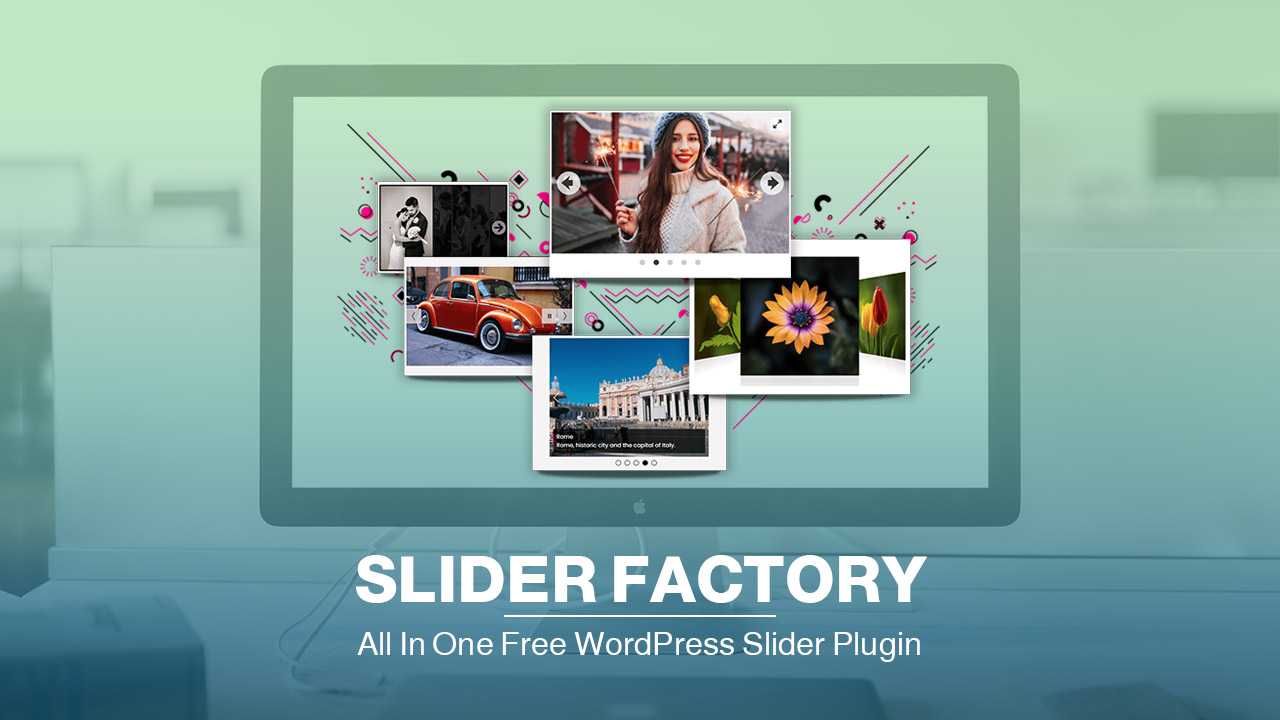 Rome
Rome, historic city and the capital of Italy.
SLIDER FACTORY
All In One Free WordPress Slider Plugin